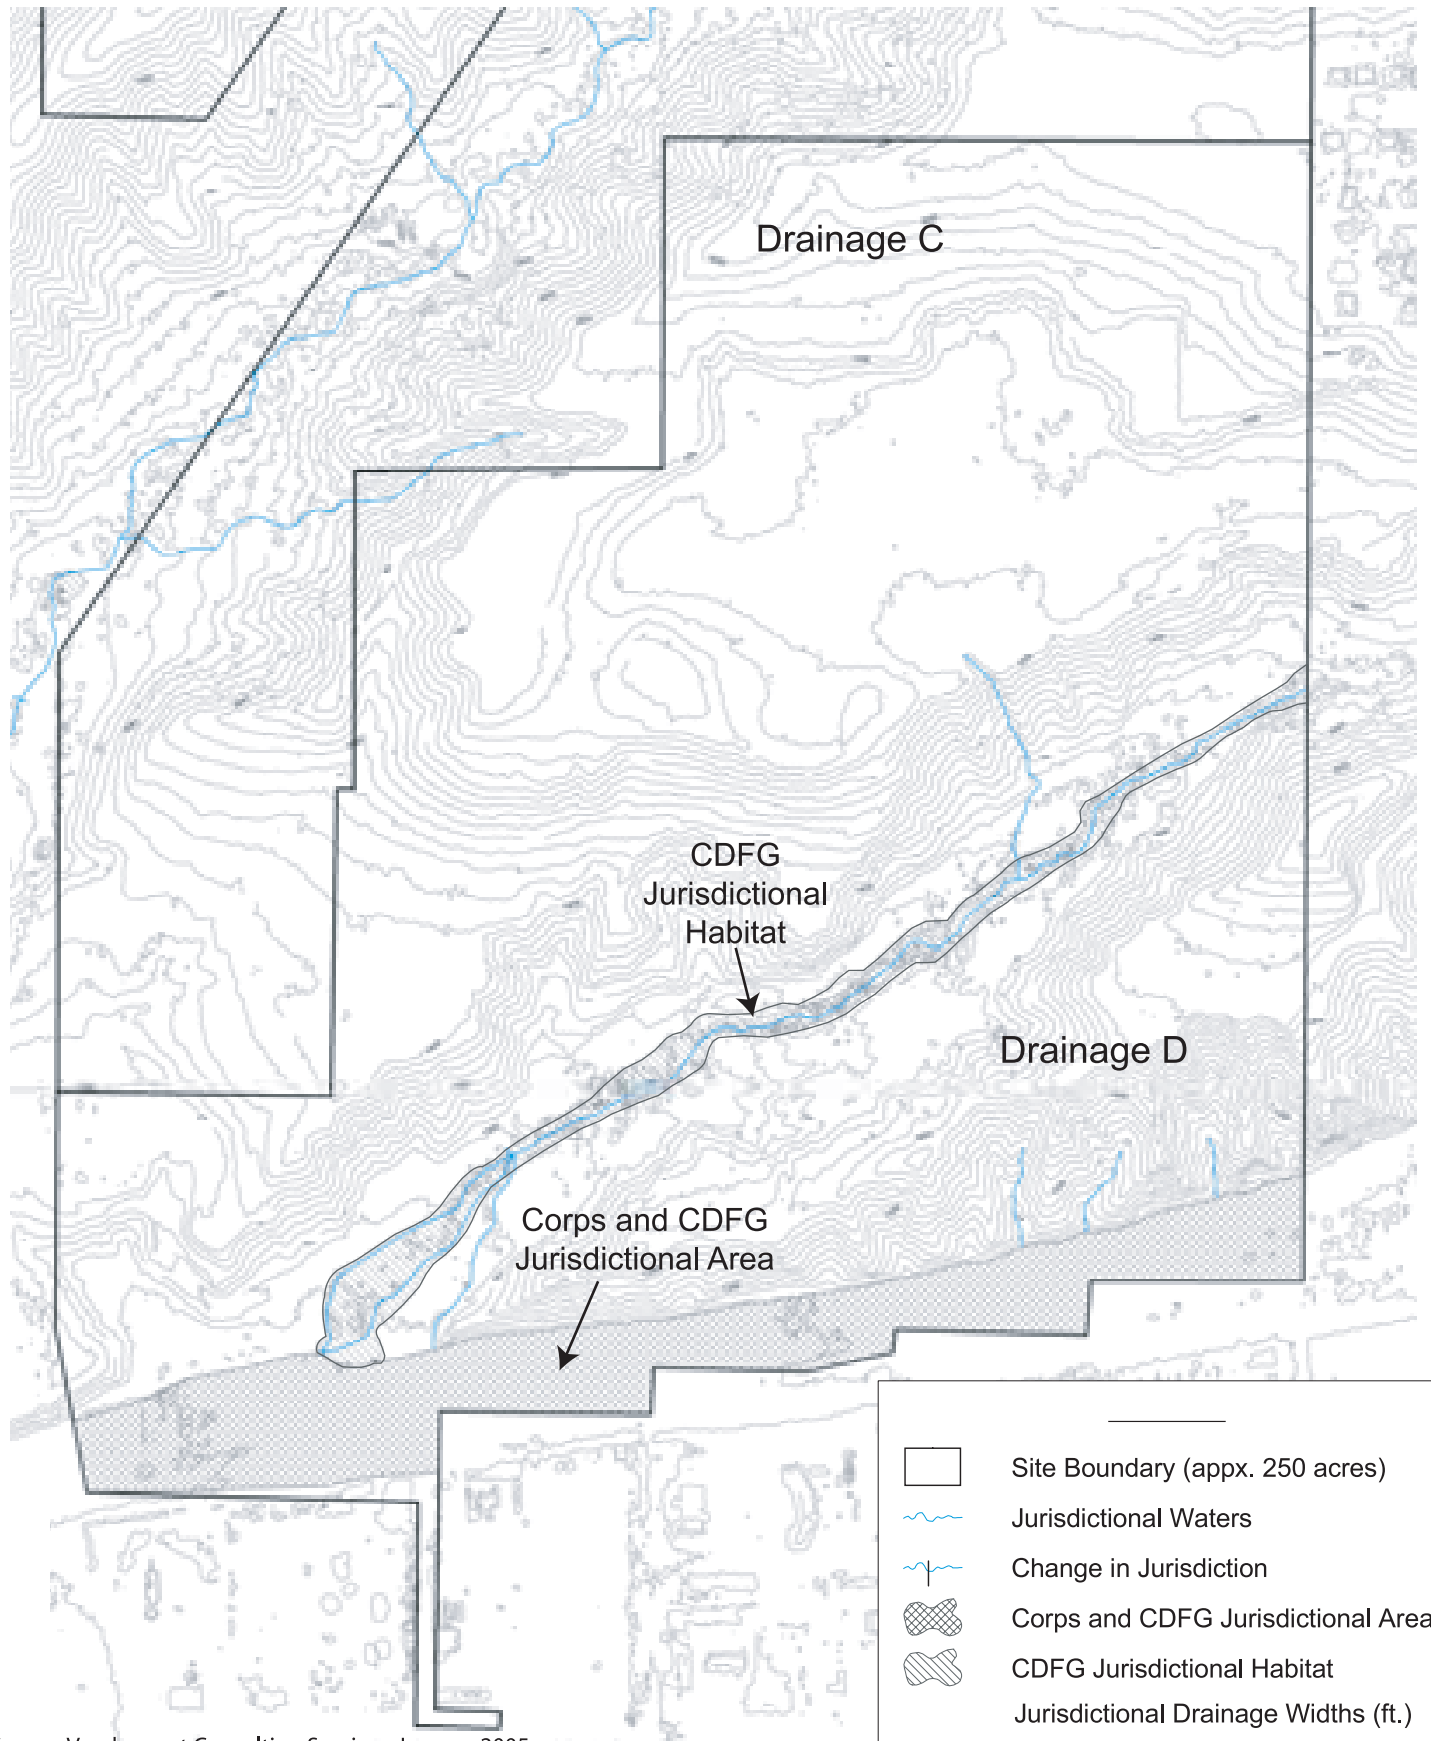 Drainage C
CDFG
Jurisdictional
Habitat
Drainage D
Corps and CDFG
Jurisdictional Area
Site Boundary (appx. 250 acres)
Jurisdictional Waters
Change in Jurisdiction
Corps and CDFG Jurisdictional Area
CDFG Jurisdictional Habitat
Jurisdictional Drainage Widths (ft.)